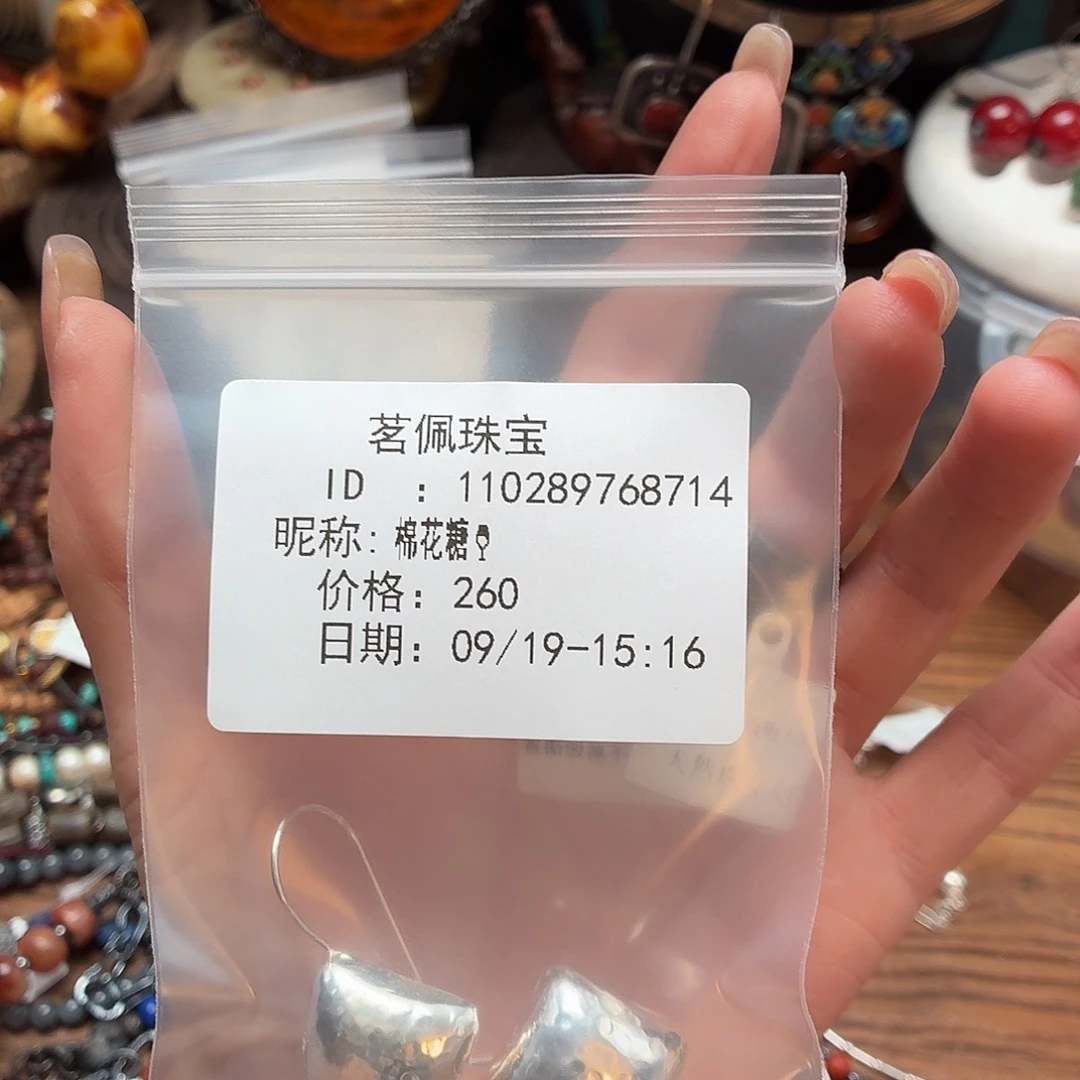 茗佩珠宝
ID : 110289768714
昵称: 棉花糖🍷
价格: 260
日期: 09/19-15:16